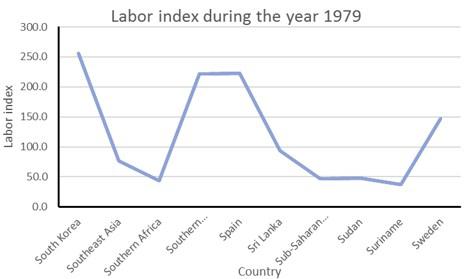 Labor index during the year 1979
300.0
250.0
200.0
150.0
100.0
50.0
0.0
Labor index
South Korea
Southeast Asia
Southern Africa
Southern...
Spain
Sri Lanka
Sub-Saharan...
Sudan
Suriname
Sweden
Country